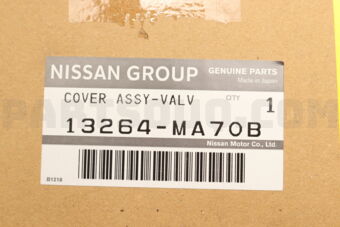 NISSAN GROUP GENUINE PARTS
Made in Japan
COVER ASSY-VALV QTY 1
13264-MA70B
Nissan Motor Co., Ltd.
B1218